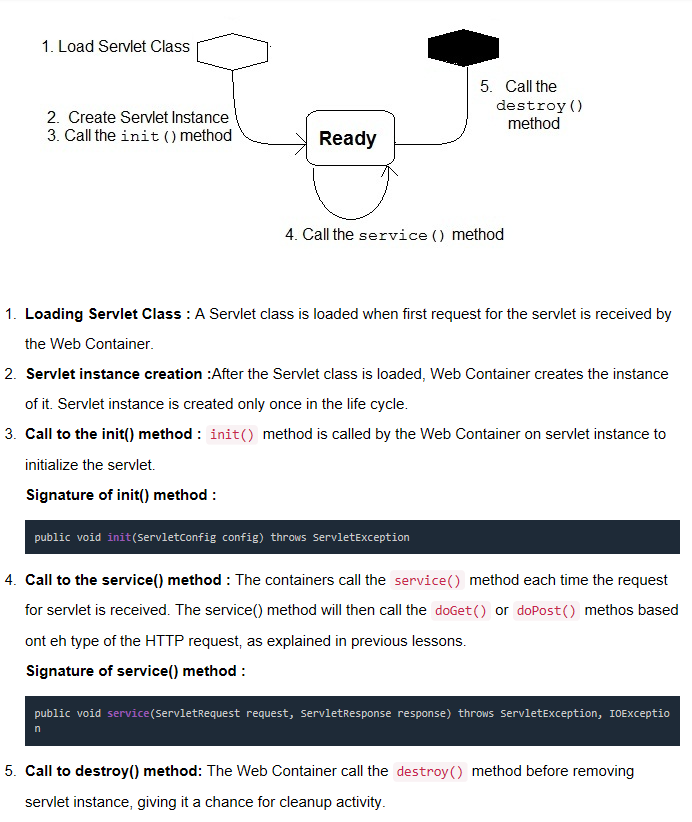 1. Load Servlet Class
2. Create Servlet Instance
3. Call the init () method
Ready
5. Call the
destroy()
method
4. Call the service() method
1. Loading Servlet Class : A Servlet class is loaded when first request for the servlet is received by
the Web Container.
2. Servlet instance creation :After the Servlet class is loaded, Web Container creates the instance
of it. Servlet instance is created only once in the life cycle.
3. Call to the init() method : init() method is called by the Web Container on servlet instance to
initialize the servlet.
Signature of init() method :
public void init(ServletConfig config) throws ServletException
4. Call to the service() method : The containers call the service() method each time the request
for servlet is received. The service() method will then call the doGet() or doPost() methos based
ont eh type of the HTTP request, as explained in previous lessons.
Signature of service() method :
public void service(ServletRequest request, ServletResponse response) throws ServletException, IOExceptio
n
5. Call to destroy() method: The Web Container call the destroy() method before removing
servlet instance, giving it a chance for cleanup activity.